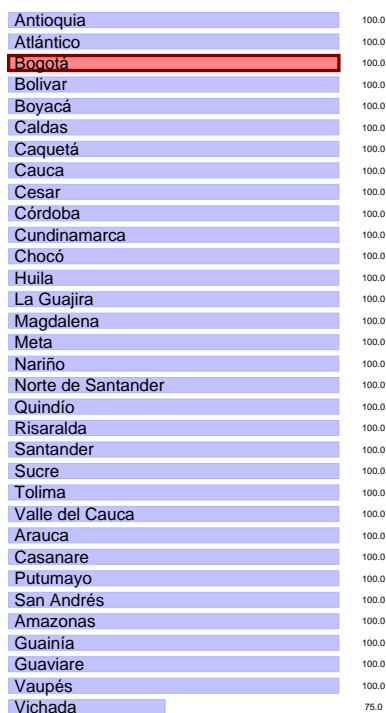 Antioquia 100.0
Atlántico 100.0
Bogotá 100.0
Bolivar 100.0
Boyacá 100.0
Caldas 100.0
Caquetá 100.0
Cauca 100.0
Cesar 100.0
Córdoba 100.0
Cundinamarca 100.0
Chocó 100.0
Huila 100.0
La Guajira 100.0
Magdalena 100.0
Meta 100.0
Nariño 100.0
Norte de Santander 100.0
Quindío 100.0
Risaralda 100.0
Santander 100.0
Sucre 100.0
Tolima 100.0
Valle del Cauca 100.0
Arauca 100.0
Casanare 100.0
Putumayo 100.0
San Andrés 100.0
Amazonas 100.0
Guainía 100.0
Guaviare 100.0
Vaupés 100.0
Vichada 75.0